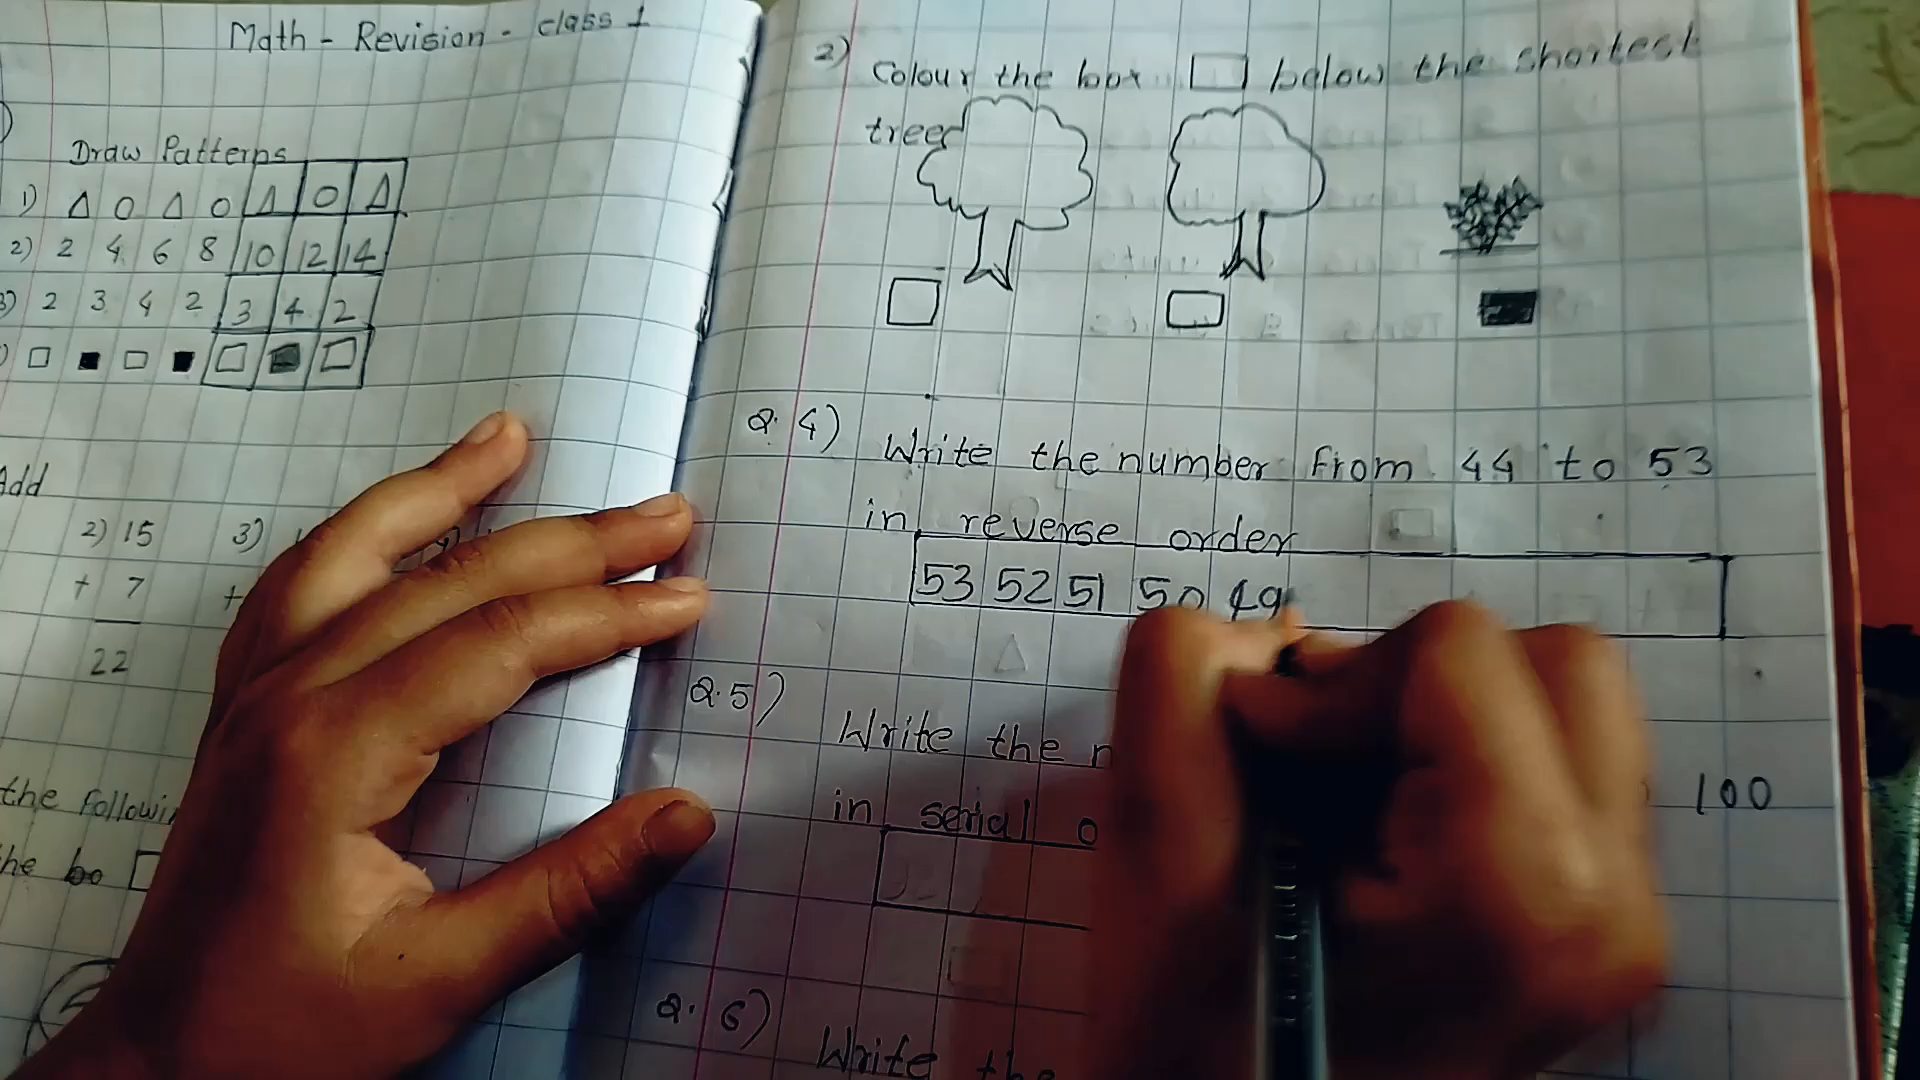 Math - Revision - class 1
Draw Patterns
1) △ O △ O △ O △
2) 2 4 6 8 10 12 14
3) 2 3 4 2 3 4 2
□ ■ □ ■ □ ■ □
Add
2) 15 3)
+ 7 +
22
the
he bo □
2) Colour the box □ below the shortest
tree
Q. 4) Write the number From 44 to 53
in reverse order
53 52 51 50 49
Q. 5) Write the
in serial 100
Q. 6) Write the